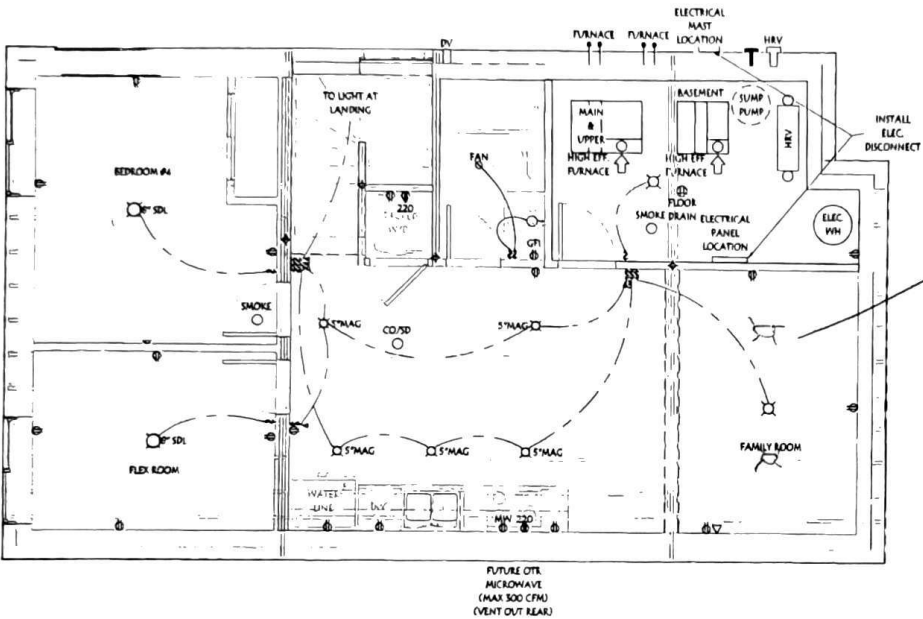 ELECTRICAL
MAST
LOCATION
FURNACE
FURNACE
HRV
DV
TO LIGHT AT
LANDING
MAIN
&
UPPER
HIGH EFF.
FURNACE
BASEMENT
HIGH EFF
FURNACE
SUMP
PUMP
HRV
INSTALL
ELEC.
DISCONNECT
BEDROOM #4
8" SDL
FAN
220
GFI
FLOOR
DRAIN
SMOKE
ELECTRICAL
PANEL
LOCATION
ELEC
WH
SMOKE
5"MAG
CO/SD
5"MAG
8" SDL
FLEX ROOM
5"MAG
5"MAG
5"MAG
FAMILY ROOM
WATER
LINE
D/W
MW 220
FUTURE OTR
MICROWAVE
(MAX 300 CFM)
(VENT OUT REAR)